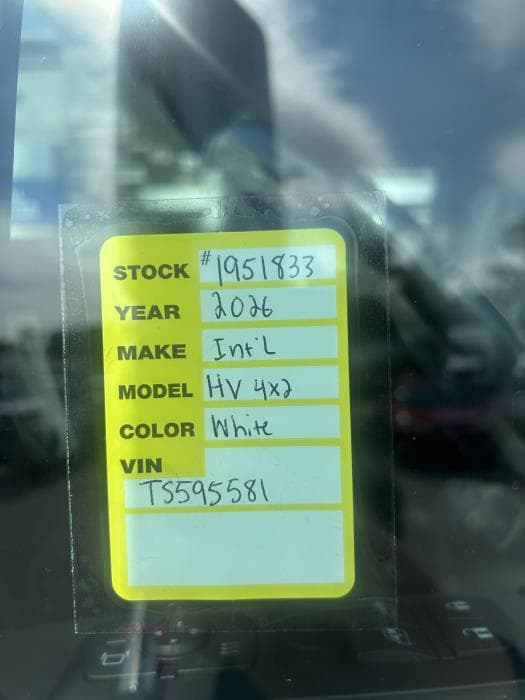 STOCK #1951833
YEAR 2026
MAKE Int'L
MODEL HV 4x2
COLOR White
VIN
TS595581